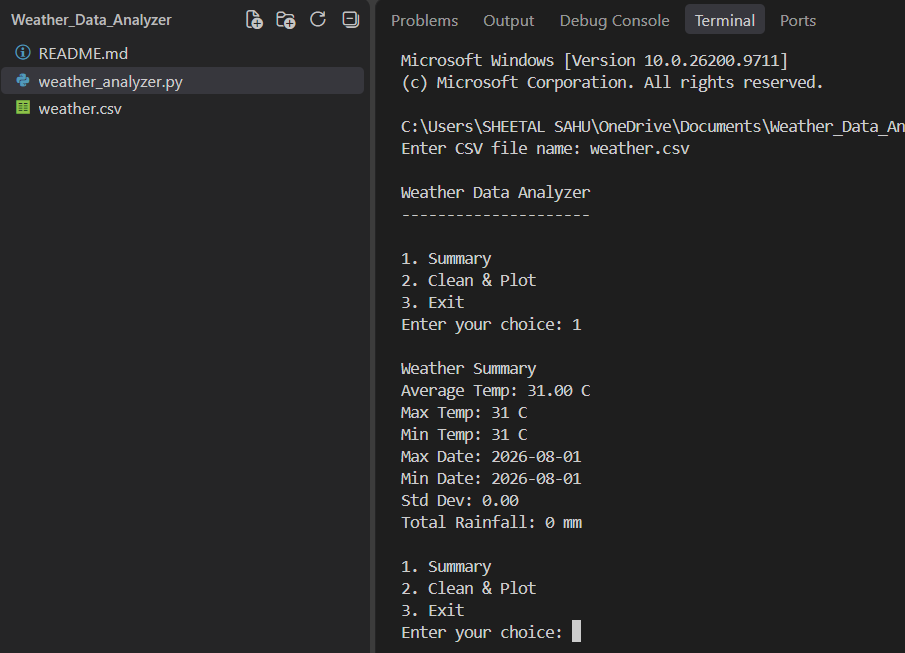 Weather_Data_Analyzer
README.md
weather_analyzer.py
weather.csv
Problems Output Debug Console Terminal Ports
Microsoft Windows [Version 10.0.26200.9711]
(c) Microsoft Corporation. All rights reserved.
C:\Users\SHEETAL SAHU\OneDrive\Documents\Weather_Data_An
Enter CSV file name: weather.csv
Weather Data Analyzer
---------------------
1. Summary
2. Clean & Plot
3. Exit
Enter your choice: 1
Weather Summary
Average Temp: 31.00 C
Max Temp: 31 C
Min Temp: 31 C
Max Date: 2026-08-01
Min Date: 2026-08-01
Std Dev: 0.00
Total Rainfall: 0 mm
1. Summary
2. Clean & Plot
3. Exit
Enter your choice: